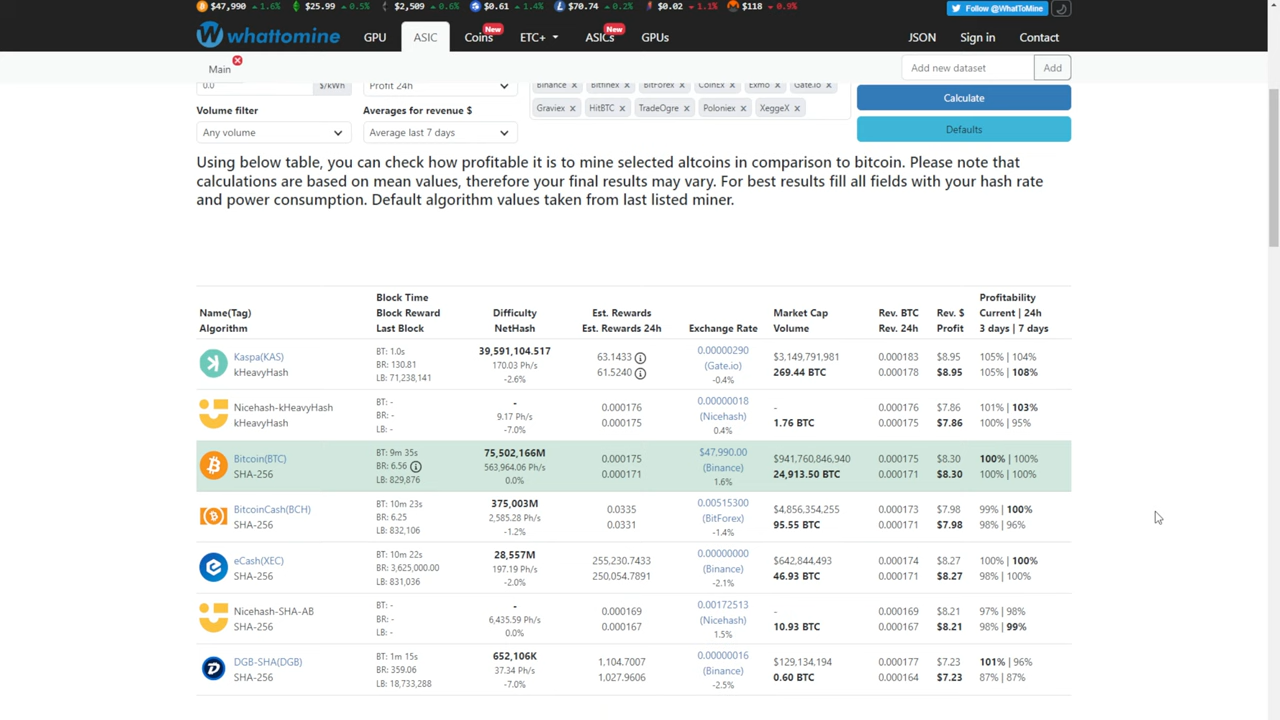 $47,990 ▲ 1.6% $25.99 ▲ 0.5% $2,509 ▲ 0.6% $0.61 ▲ 1.4% $70.74 ▲ 0.2% $0.02 ▼ 1.1% $118 ▼ 0.9% Follow @WhatToMine
whattomine GPU ASIC Coins New ETC+ ASICs New GPUs JSON Sign in Contact
Main Add new dataset Add
0.0 $/kWh Profit 24h Binance × Bitfinex × BitForex × CoinEx × Exmo × Gate.io ×
Volume filter Averages for revenue $ Graviex × HitBTC × TradeOgre × Poloniex × XeggeX × Calculate
Any volume Average last 7 days Defaults
Using below table, you can check how profitable it is to mine selected altcoins in comparison to bitcoin. Please note that
calculations are based on mean values, therefore your final results may vary. For best results fill all fields with your hash rate
and power consumption. Default algorithm values taken from last listed miner.
Block Time Profitability
Name(Tag) Block Reward Difficulty Est. Rewards Market Cap Rev. BTC Rev. $ Current | 24h
Algorithm Last Block NetHash Est. Rewards 24h Exchange Rate Volume Rev. 24h Profit 3 days | 7 days
BT: 1.0s 39,591,104.517 0.00000290
Kaspa(KAS) BR: 130.81 170.03 Ph/s 63.1433 (Gate.io) $3,149,791,981 0.000183 $8.95 105% | 104%
kHeavyHash LB: 71,238,141 -2.6% 61.5240 -0.4% 269.44 BTC 0.000178 $8.95 105% | 108%
BT: - - 0.00000018
Nicehash-kHeavyHash BR: - 9.17 Ph/s 0.000176 (Nicehash) - 0.000176 $7.86 101% | 103%
kHeavyHash LB: - -7.0% 0.000175 0.4% 1.76 BTC 0.000175 $7.86 100% | 95%
BT: 9m 35s 75,502,166M $47,990.00
Bitcoin(BTC) BR: 6.56 563,964.06 Ph/s 0.000175 (Binance) $941,760,846,940 0.000175 $8.30 100% | 100%
SHA-256 LB: 829,876 0.0% 0.000171 1.6% 24,913.50 BTC 0.000171 $8.30 100% | 100%
BT: 10m 23s 375,003M 0.00515300
BitcoinCash(BCH) BR: 6.25 2,585.28 Ph/s 0.0335 (BitForex) $4,856,354,255 0.000173 $7.98 99% | 100%
SHA-256 LB: 832,106 -1.2% 0.0331 -1.4% 95.55 BTC 0.000171 $7.98 98% | 96%
BT: 10m 22s 28,557M 0.00000000
eCash(XEC) BR: 3,625,000.00 197.19 Ph/s 255,230.7433 (Binance) $642,844,493 0.000174 $8.27 100% | 100%
SHA-256 LB: 831,036 -2.0% 250,054.7891 -2.1% 46.93 BTC 0.000171 $8.27 98% | 100%
BT: - - 0.00172513
Nicehash-SHA-AB BR: - 6,435.59 Ph/s 0.000169 (Nicehash) - 0.000169 $8.21 97% | 98%
SHA-256 LB: - 0.0% 0.000167 1.5% 10.93 BTC 0.000167 $8.21 98% | 99%
BT: 1m 15s 652,106K 0.00000016
DGB-SHA(DGB) BR: 359.06 37.34 Ph/s 1,104.7007 (Binance) $129,134,194 0.000177 $7.23 101% | 96%
SHA-256 LB: 18,733,288 -7.0% 1,027.9606 -2.5% 0.60 BTC 0.000164 $7.23 87% | 87%